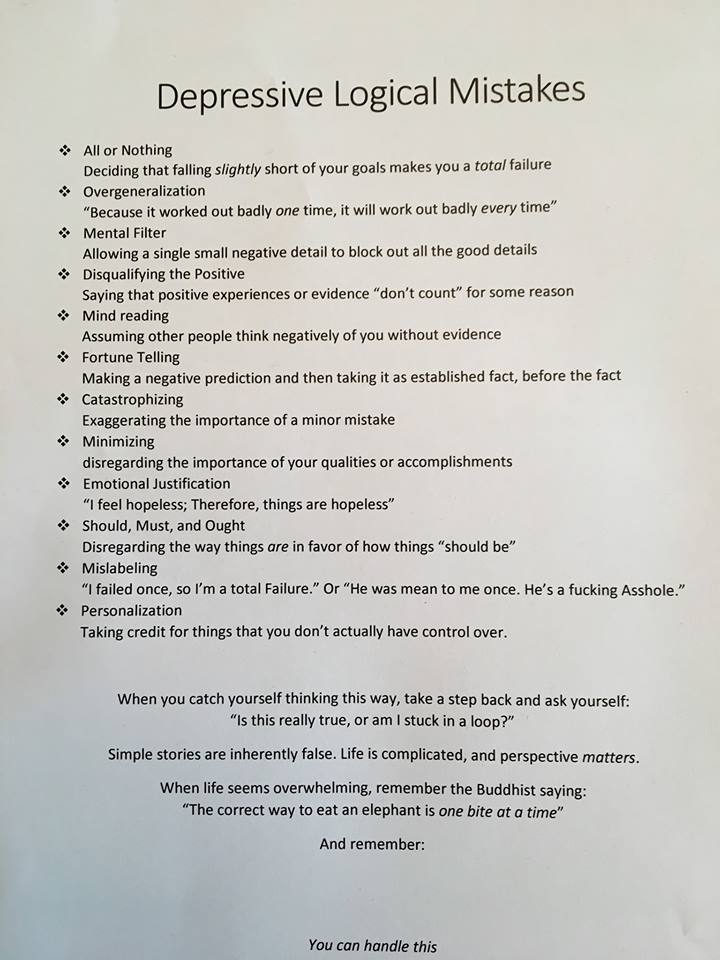 Depressive Logical Mistakes
❖ All or Nothing
Deciding that falling slightly short of your goals makes you a total failure
❖ Overgeneralization
“Because it worked out badly one time, it will work out badly every time”
❖ Mental Filter
Allowing a single small negative detail to block out all the good details
❖ Disqualifying the Positive
Saying that positive experiences or evidence “don’t count” for some reason
❖ Mind reading
Assuming other people think negatively of you without evidence
❖ Fortune Telling
Making a negative prediction and then taking it as established fact, before the fact
❖ Catastrophizing
Exaggerating the importance of a minor mistake
❖ Minimizing
disregarding the importance of your qualities or accomplishments
❖ Emotional Justification
“I feel hopeless; Therefore, things are hopeless”
❖ Should, Must, and Ought
Disregarding the way things are in favor of how things “should be”
❖ Mislabeling
“I failed once, so I’m a total Failure.” Or “He was mean to me once. He’s a fucking Asshole.”
❖ Personalization
Taking credit for things that you don’t actually have control over.
When you catch yourself thinking this way, take a step back and ask yourself:
“Is this really true, or am I stuck in a loop?”
Simple stories are inherently false. Life is complicated, and perspective matters.
When life seems overwhelming, remember the Buddhist saying:
“The correct way to eat an elephant is one bite at a time”
And remember:
You can handle this